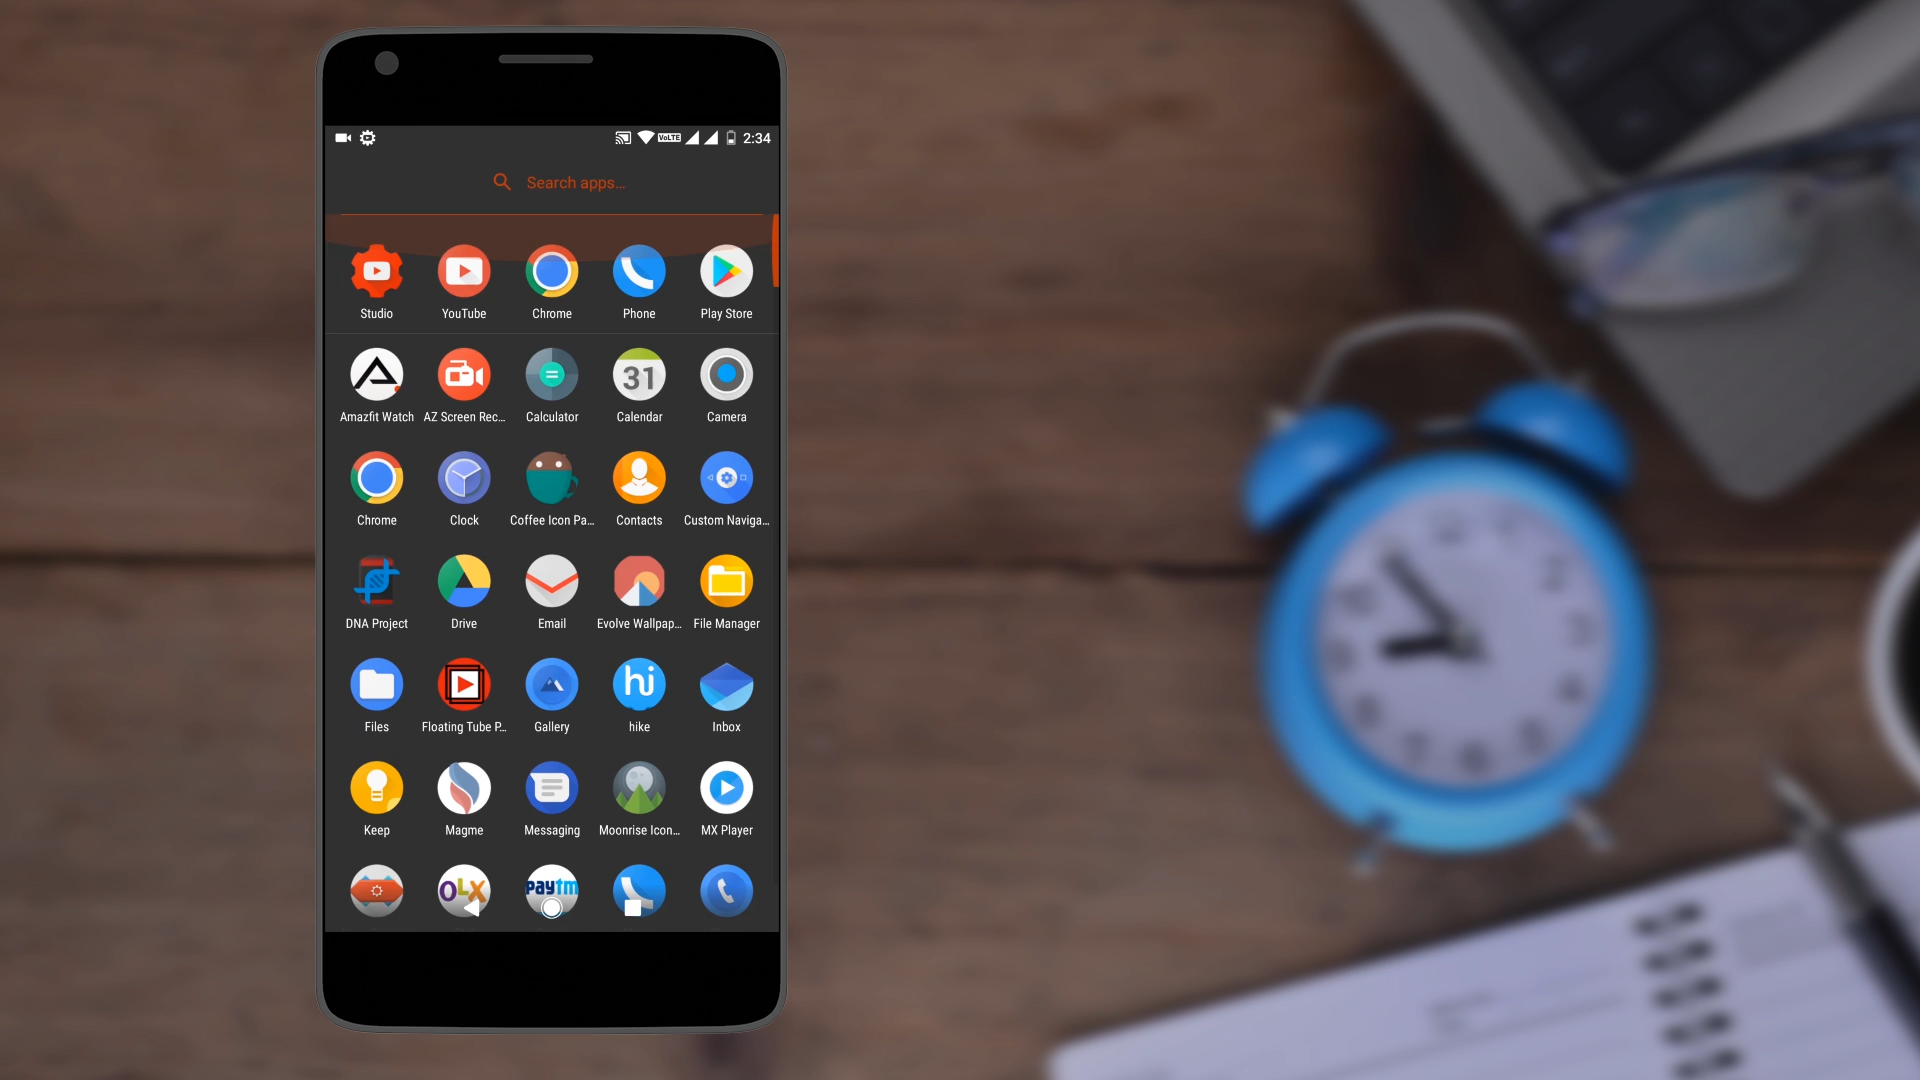 VoLTE 2:34
Search apps...
Studio YouTube Chrome Phone Play Store
31
Amazfit Watch AZ Screen Rec... Calculator Calendar Camera
Chrome Clock Coffee Icon Pa... Contacts Custom Naviga...
DNA Project Drive Email Evolve Wallpap... File Manager
hi
Files Floating Tube P... Gallery hike Inbox
Keep Magme Messaging Moonrise Icon... MX Player
OLX paytm